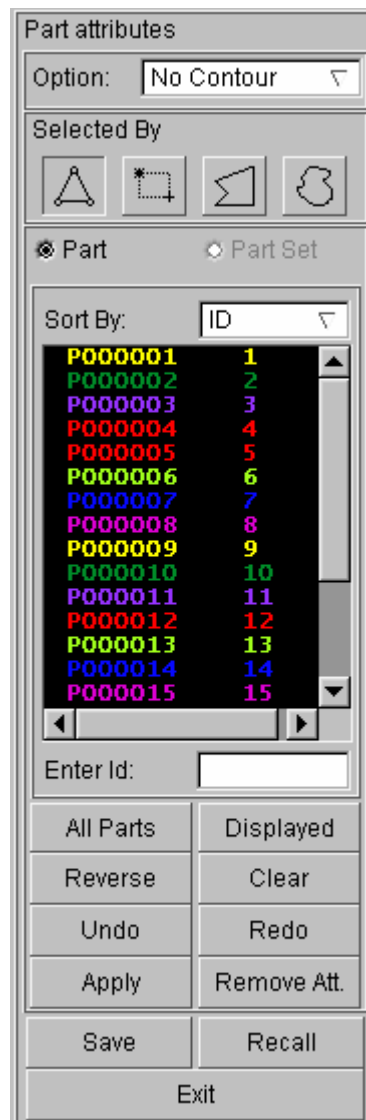 Part attributes
Option: No Contour
Selected By
Part Part Set
Sort By: ID
P000001 1
P000002 2
P000003 3
P000004 4
P000005 5
P000006 6
P000007 7
P000008 8
P000009 9
P000010 10
P000011 11
P000012 12
P000013 13
P000014 14
P000015 15
Enter Id:
All Parts Displayed
Reverse Clear
Undo Redo
Apply Remove Att.
Save Recall
Exit